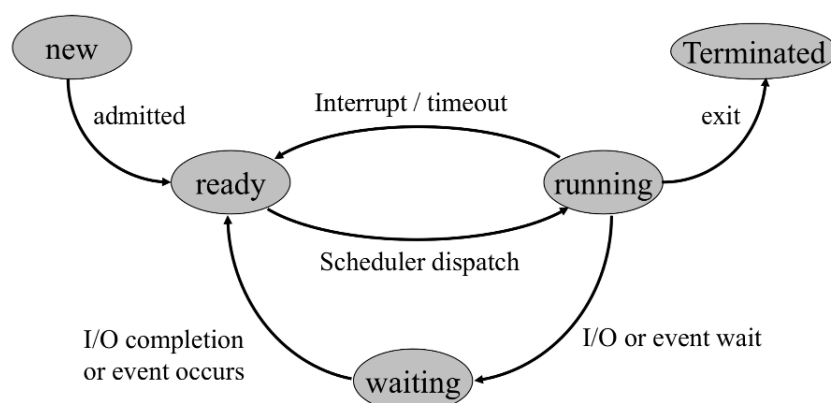 new
Terminated
admitted
Interrupt / timeout
exit
ready
running
Scheduler dispatch
I/O completion
or event occurs
I/O or event wait
waiting